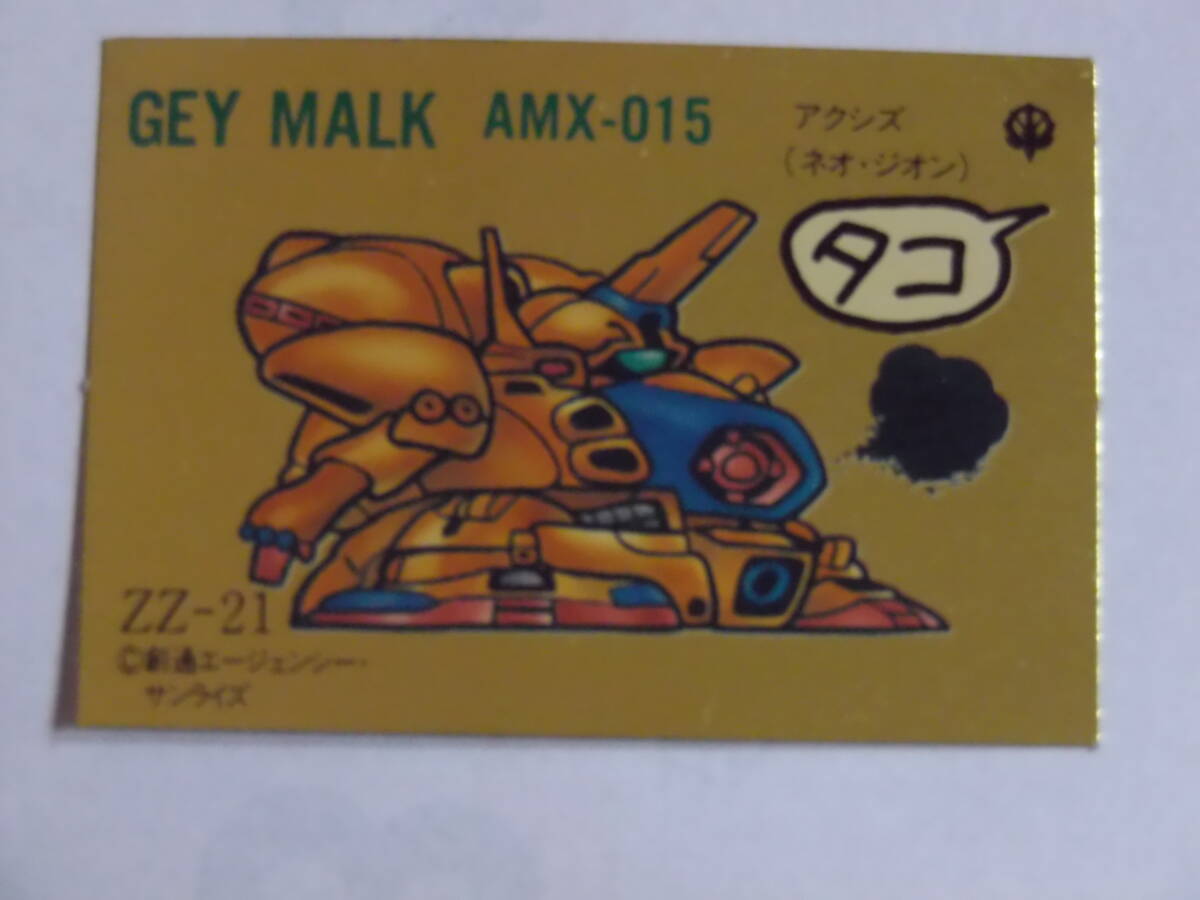 GEY MALK AMX-015
アクシズ
(ネオ・ジオン)
タコ
ZZ-21
©創通エージェンシー・
サンライズ